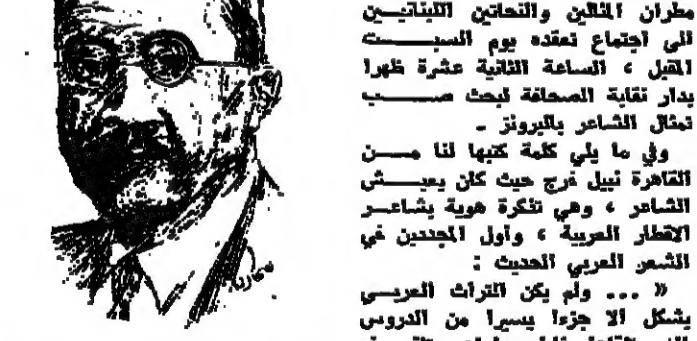 مطران المثالين والنحاتين اللبنانيين
الى اجتماع تعقده يوم السبت
المقبل ، الساعة الثانية عشرة ظهرا
بدار نقابة الصحافة لبحث صب
تمثال الشاعر بالبرونز .
وفي ما يلي كلمة كتبها لنا من
القاهرة نبيل فرج حيث كان يعيش
الشاعر ، وهي تذكرة هوية بشاعر
الاقطار العربية ، واول المجددين في
الشعر العربي الحديث :
« ... ولم يكن التراث العربي
يشكل الا جزءا يسيرا من الدروس